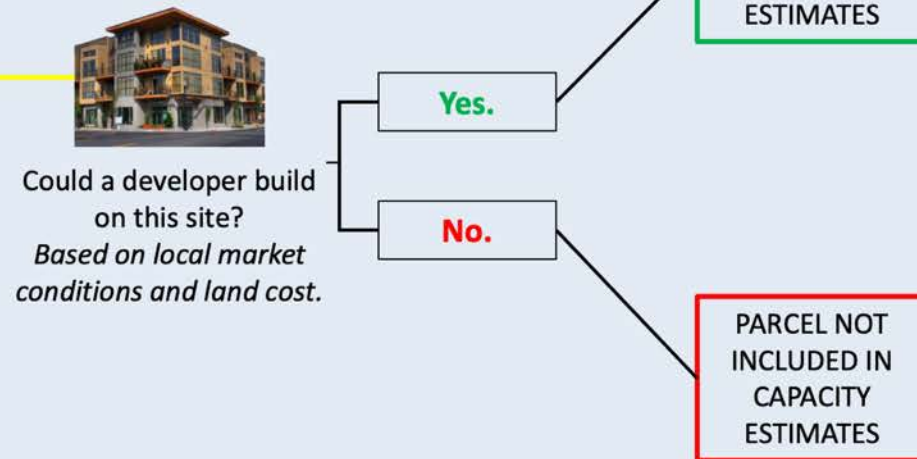 ESTIMATES
Yes.
Could a developer build
on this site?
Based on local market
conditions and land cost.
No.
PARCEL NOT
INCLUDED IN
CAPACITY
ESTIMATES